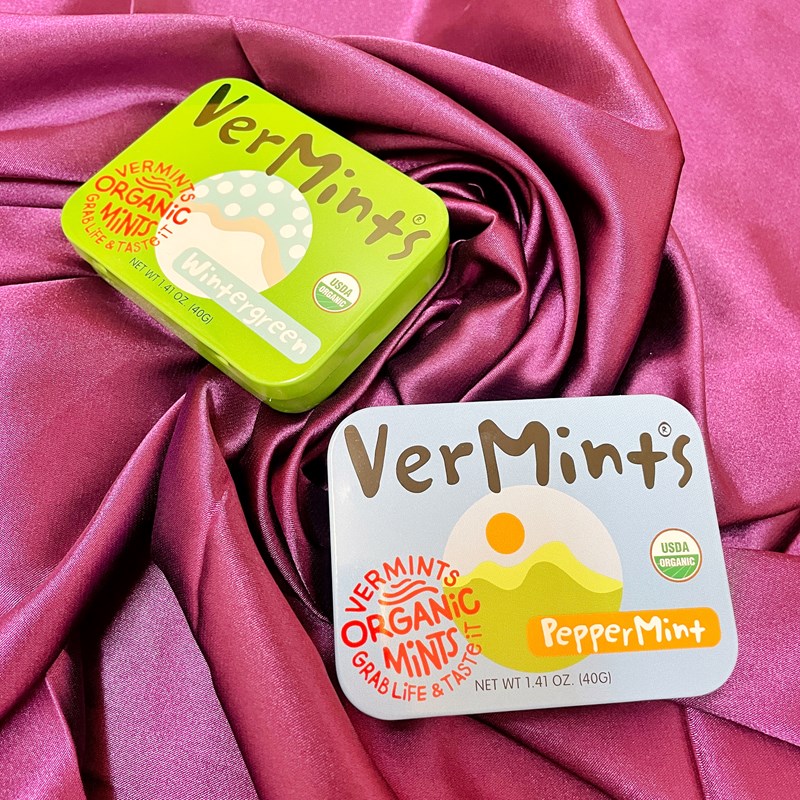 VerMints®
VERMINTS
ORGANiC
MiNTS
GRAB LiFE & TASTE iT
Wintergreen
USDA
ORGANIC
NET WT 1.41 OZ. (40G)
VerMints®
USDA
ORGANIC
VERMINTS
ORGANiC
MiNTS
GRAB LiFE & TASTE iT
PepperMint
NET WT 1.41 OZ. (40G)